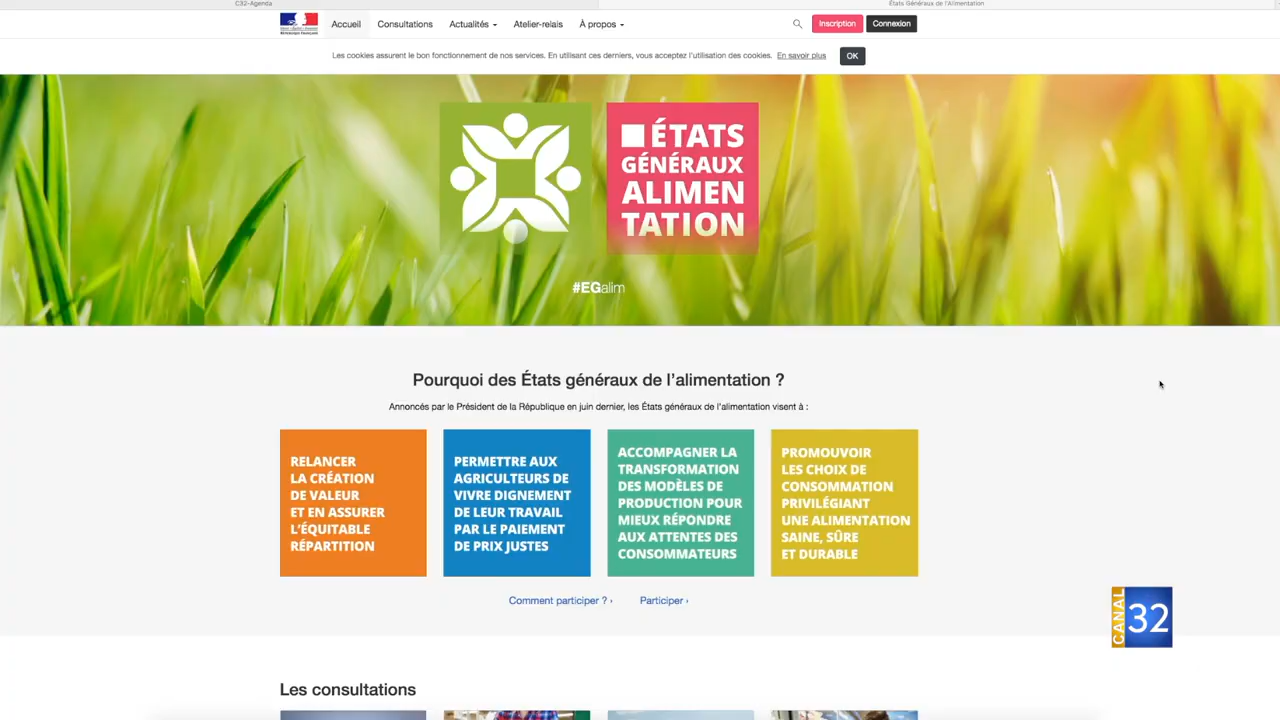 C32-Agenda
États Généraux de l'Alimentation
Accueil
Consultations
Actualités
Atelier-relais
À propos
Inscription
Connexion
Les cookies assurent le bon fonctionnement de nos services. En utilisant ces derniers, vous acceptez l'utilisation des cookies. En savoir plus
OK
ÉTATS
GÉNÉRAUX
ALIMEN
TATION
#EGalim
Pourquoi des États généraux de l'alimentation ?
Annoncés par le Président de la République en juin dernier, les États généraux de l'alimentation visent à :
RELANCER
LA CRÉATION
DE VALEUR
ET EN ASSURER
L'ÉQUITABLE
RÉPARTITION
PERMETTRE AUX
AGRICULTEURS DE
VIVRE DIGNEMENT
DE LEUR TRAVAIL
PAR LE PAIEMENT
DE PRIX JUSTES
ACCOMPAGNER LA
TRANSFORMATION
DES MODÈLES DE
PRODUCTION POUR
MIEUX RÉPONDRE
AUX ATTENTES DES
CONSOMMATEURS
PROMOUVOIR
LES CHOIX DE
CONSOMMATION
PRIVILÉGIANT
UNE ALIMENTATION
SAINE, SÛRE
ET DURABLE
Comment participer ? ›
Participer ›
CANAL
32
Les consultations